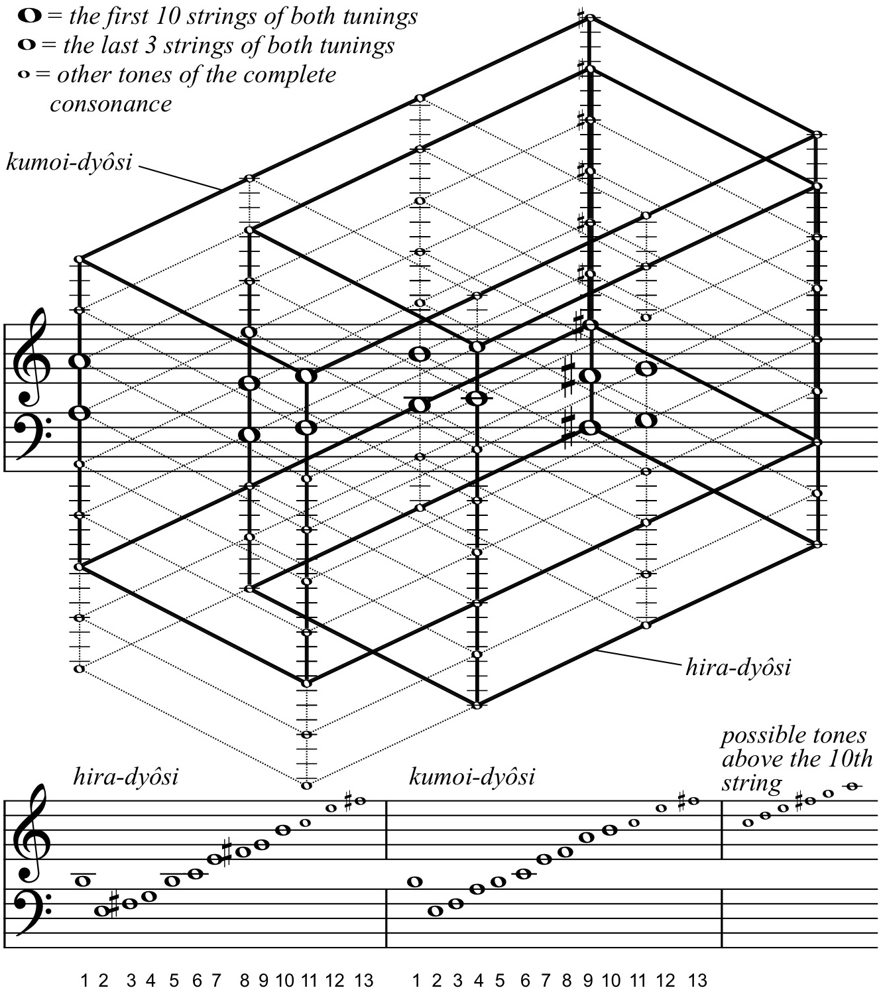 = the first 10 strings of both tunings
= the last 3 strings of both tunings
= other tones of the complete
consonance
kumoi-dyôsi
hira-dyôsi
possible tones
above the 10th
string
hira-dyôsi
kumoi-dyôsi
1 2 3 4 5 6 7 8 9 10 11 12 13 1 2 3 4 5 6 7 8 9 10 11 12 13